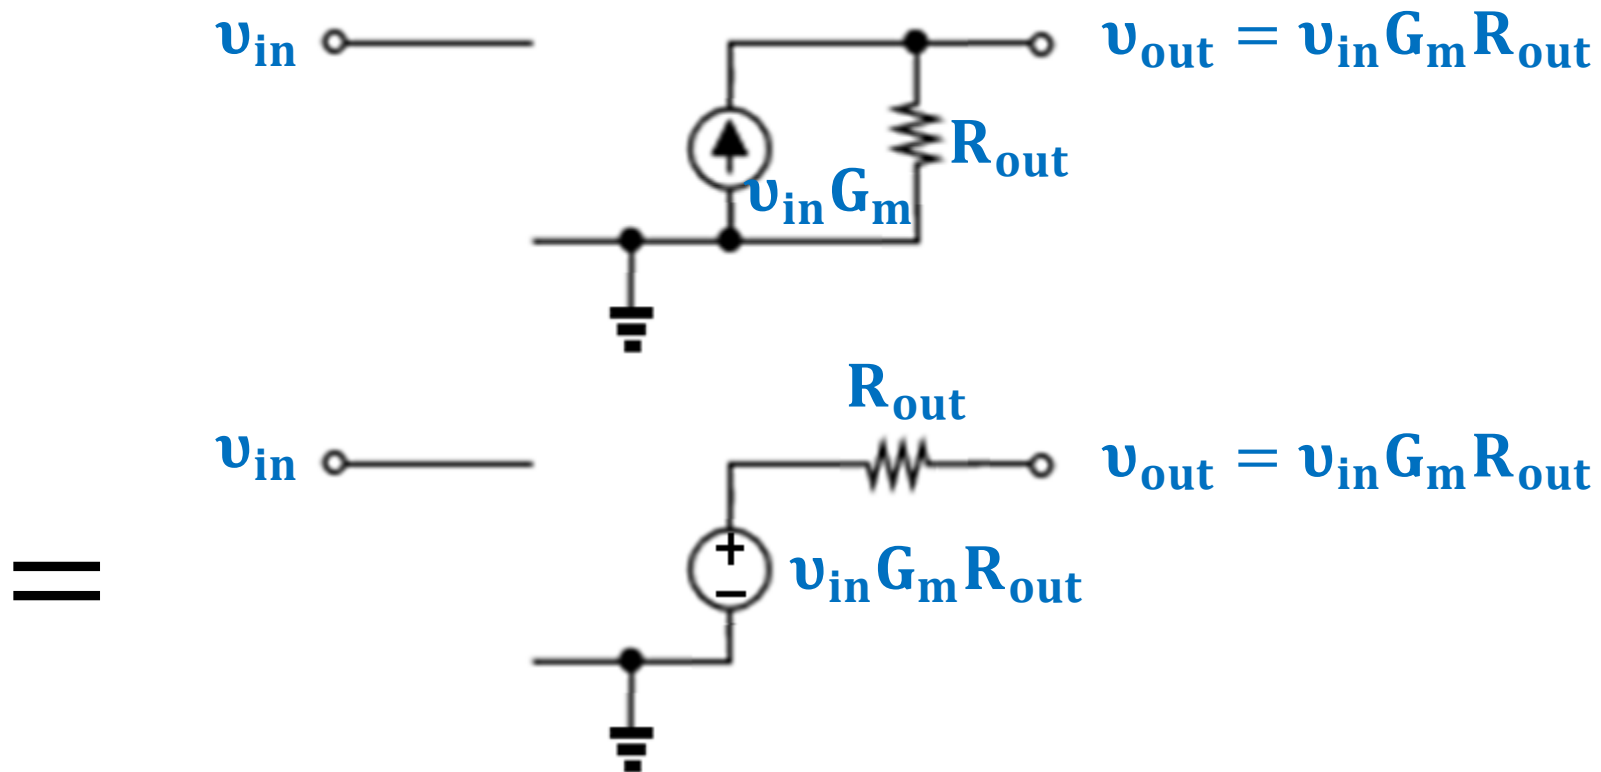 υin υout = υinGmRout
Rout
υinGm
Rout
υin υout = υinGmRout
+
= υinGmRout
−